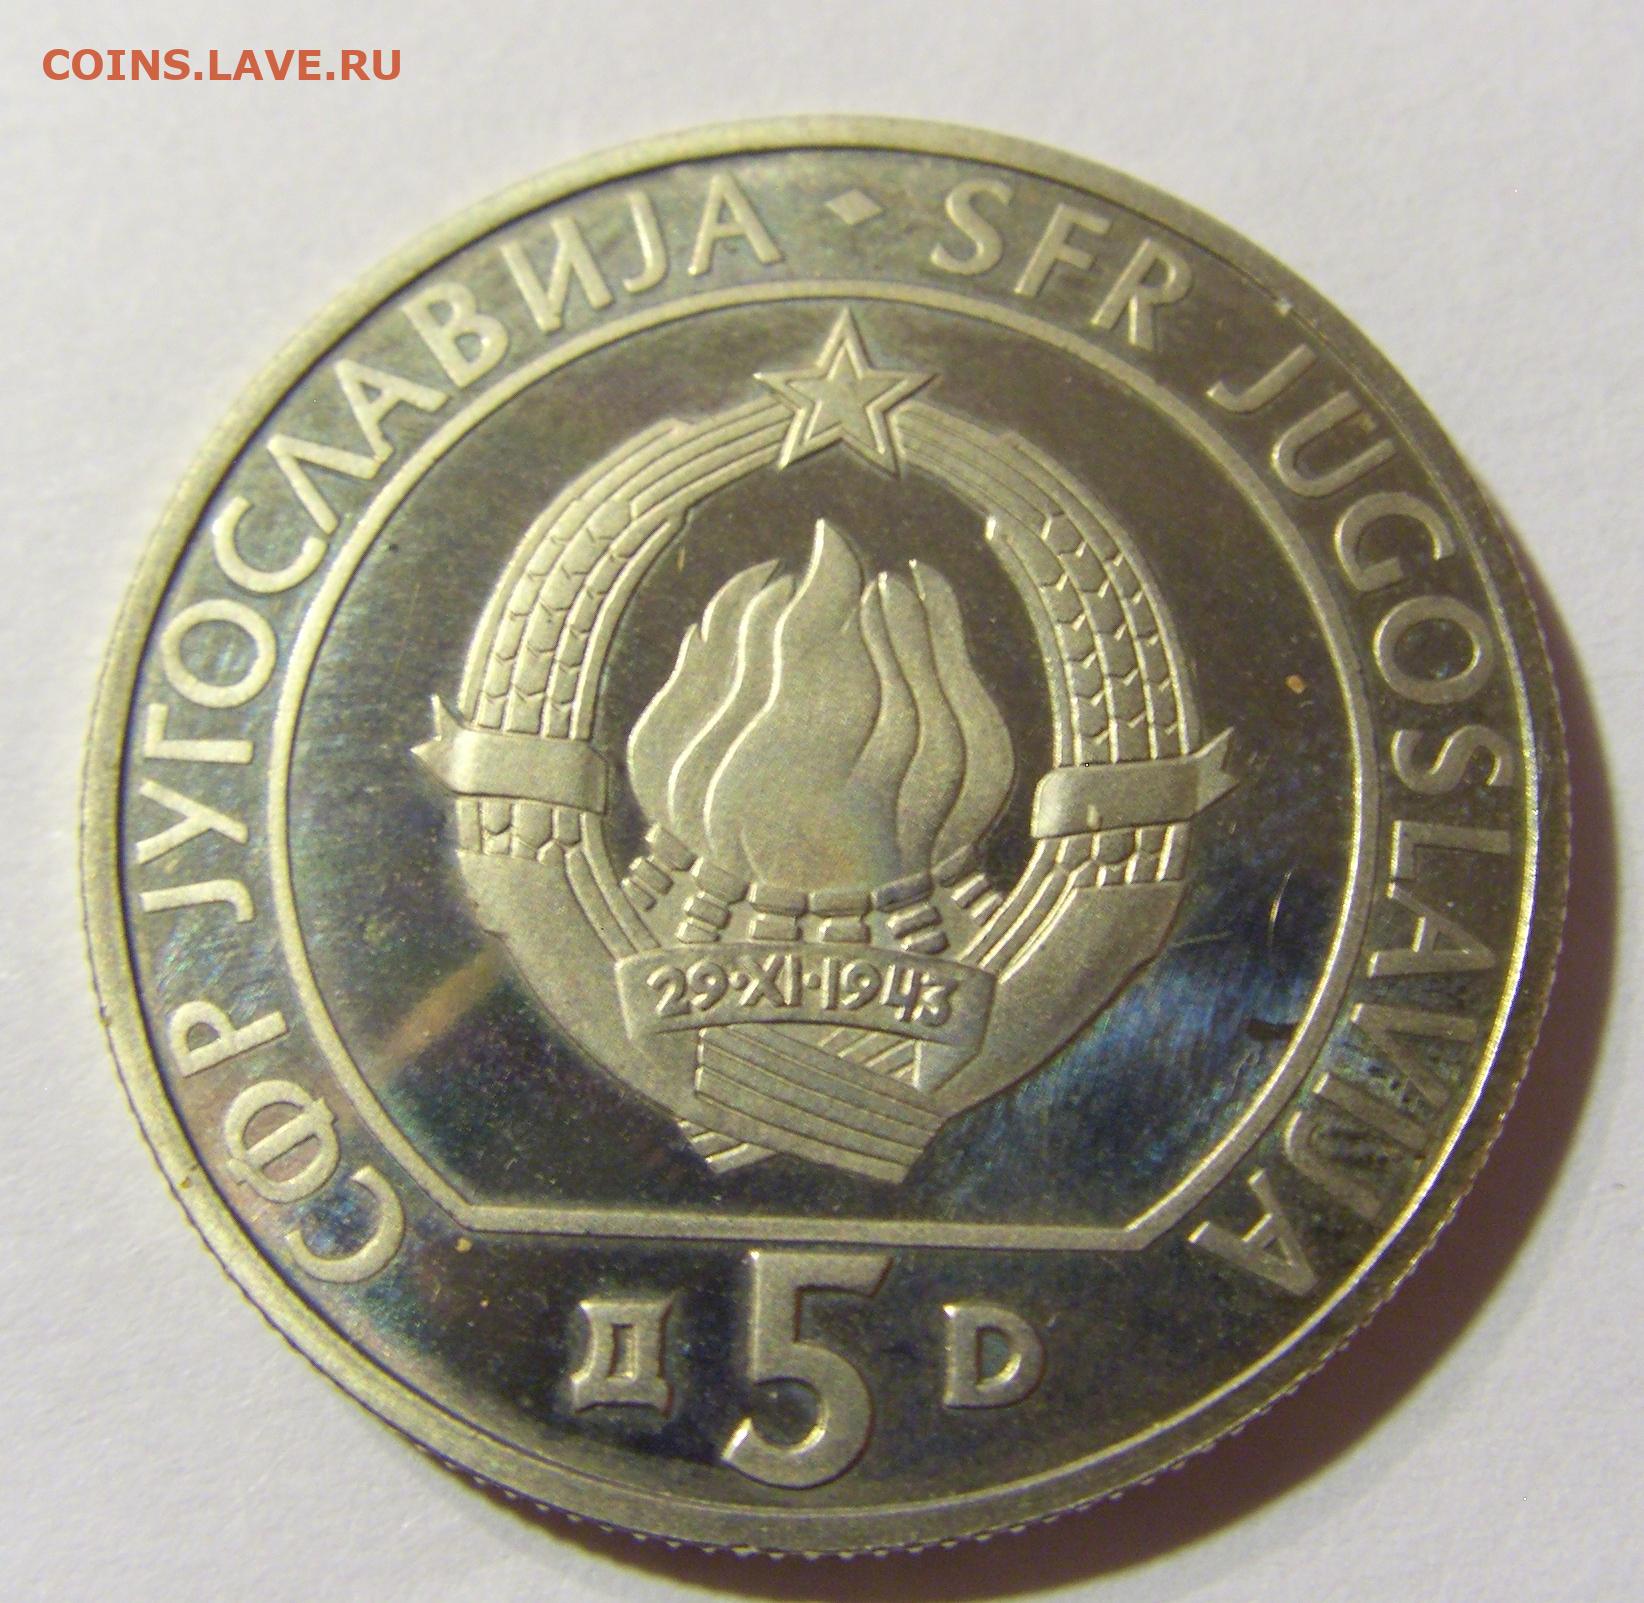 COINS.LAVE.RU
СФР ЈУГОСЛАВИЈА · SFR JUGOSLAVIJA
29·XI·1943
Д 5 D